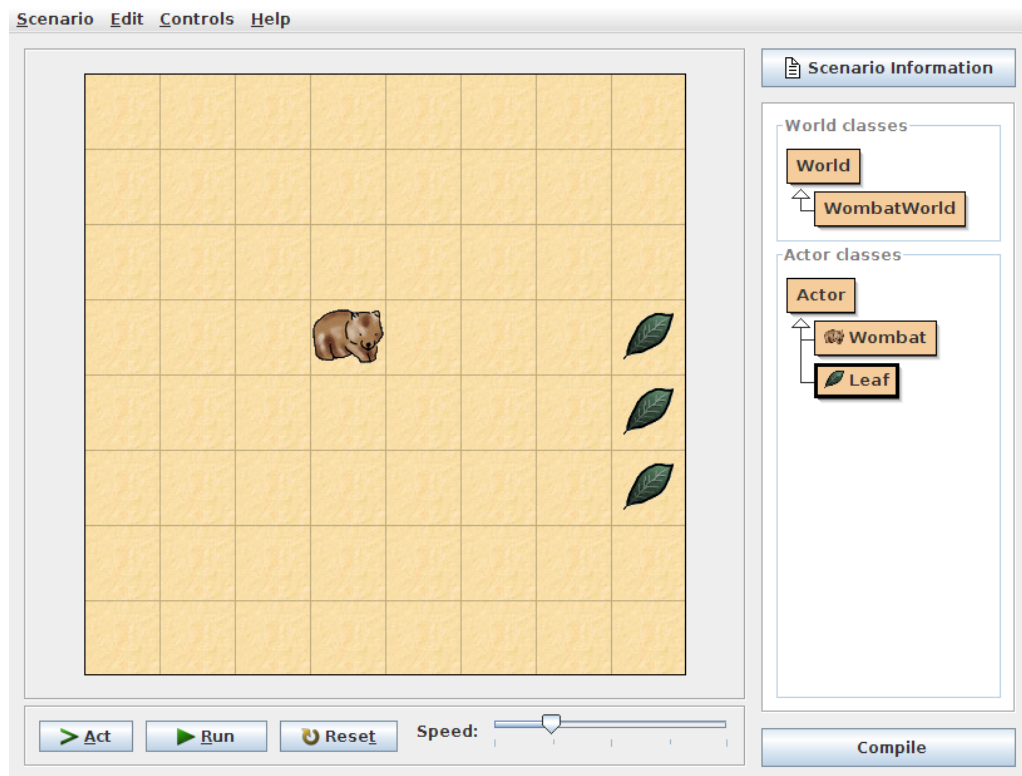 Scenario Edit Controls Help
Scenario Information
World classes
World
WombatWorld
Actor classes
Actor
Wombat
Leaf
Act Run Reset Speed:
Compile